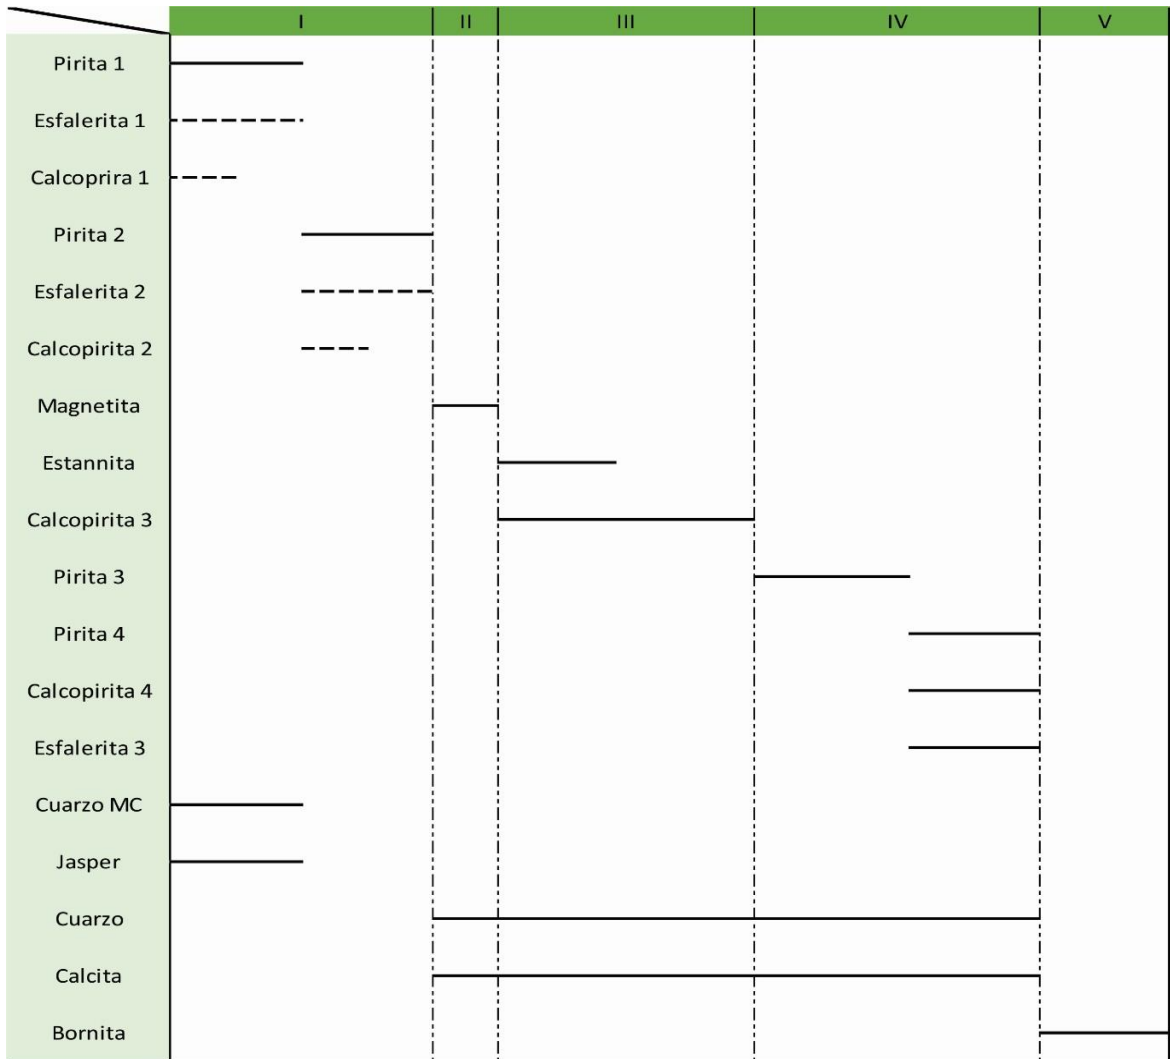 I II III IV V
Pirita 1
Esfalerita 1
Calcoprira 1
Pirita 2
Esfalerita 2
Calcopirita 2
Magnetita
Estannita
Calcopirita 3
Pirita 3
Pirita 4
Calcopirita 4
Esfalerita 3
Cuarzo MC
Jasper
Cuarzo
Calcita
Bornita